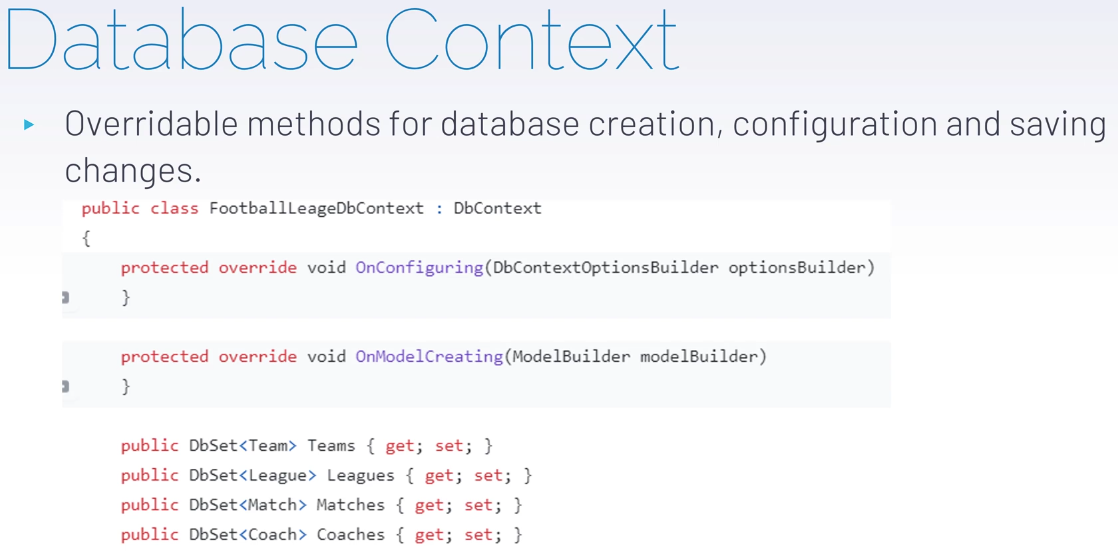 Database Context
Overridable methods for database creation, configuration and saving
changes.
public class FootballLeageDbContext : DbContext
{
protected override void OnConfiguring(DbContextOptionsBuilder optionsBuilder)
}
protected override void OnModelCreating(ModelBuilder modelBuilder)
}
public DbSet<Team> Teams { get; set; }
public DbSet<League> Leagues { get; set; }
public DbSet<Match> Matches { get; set; }
public DbSet<Coach> Coaches { get; set; }